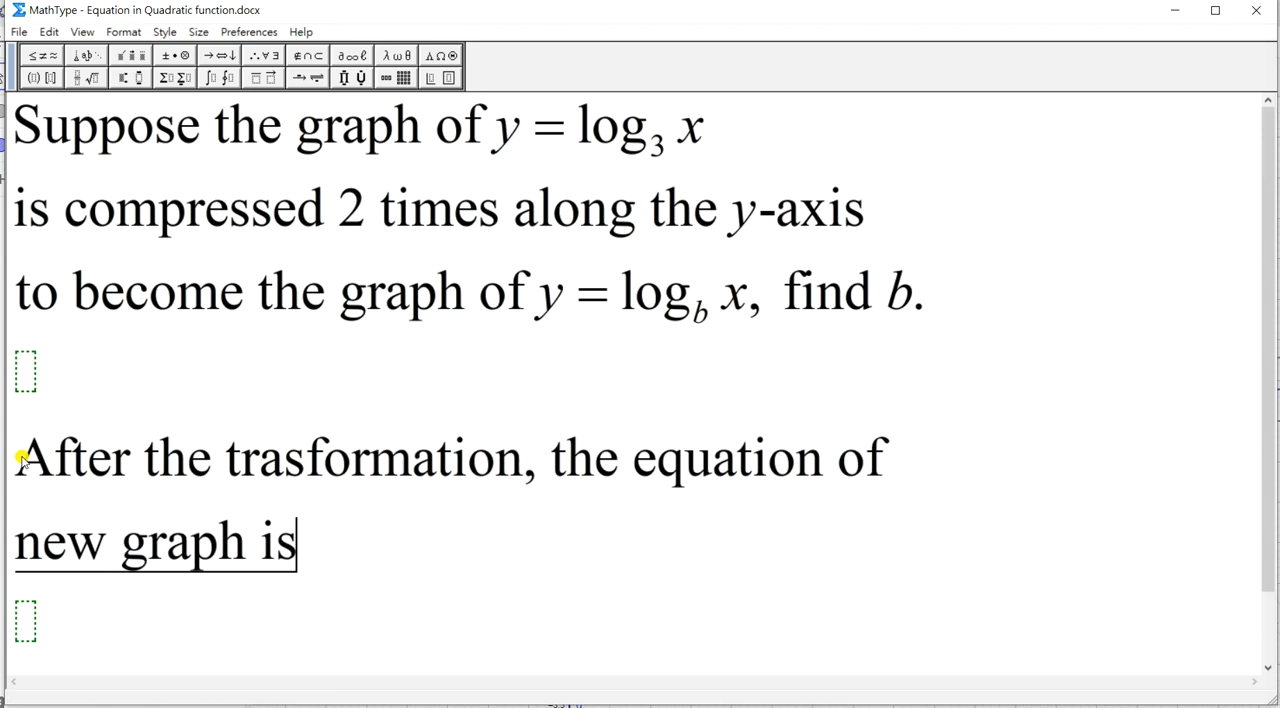 MathType - Equation in Quadratic function.docx
File Edit View Format Style Size Preferences Help
Suppose the graph of y = log₃ x
is compressed 2 times along the y-axis
to become the graph of y = log_b x, find b.
After the trasformation, the equation of
new graph is